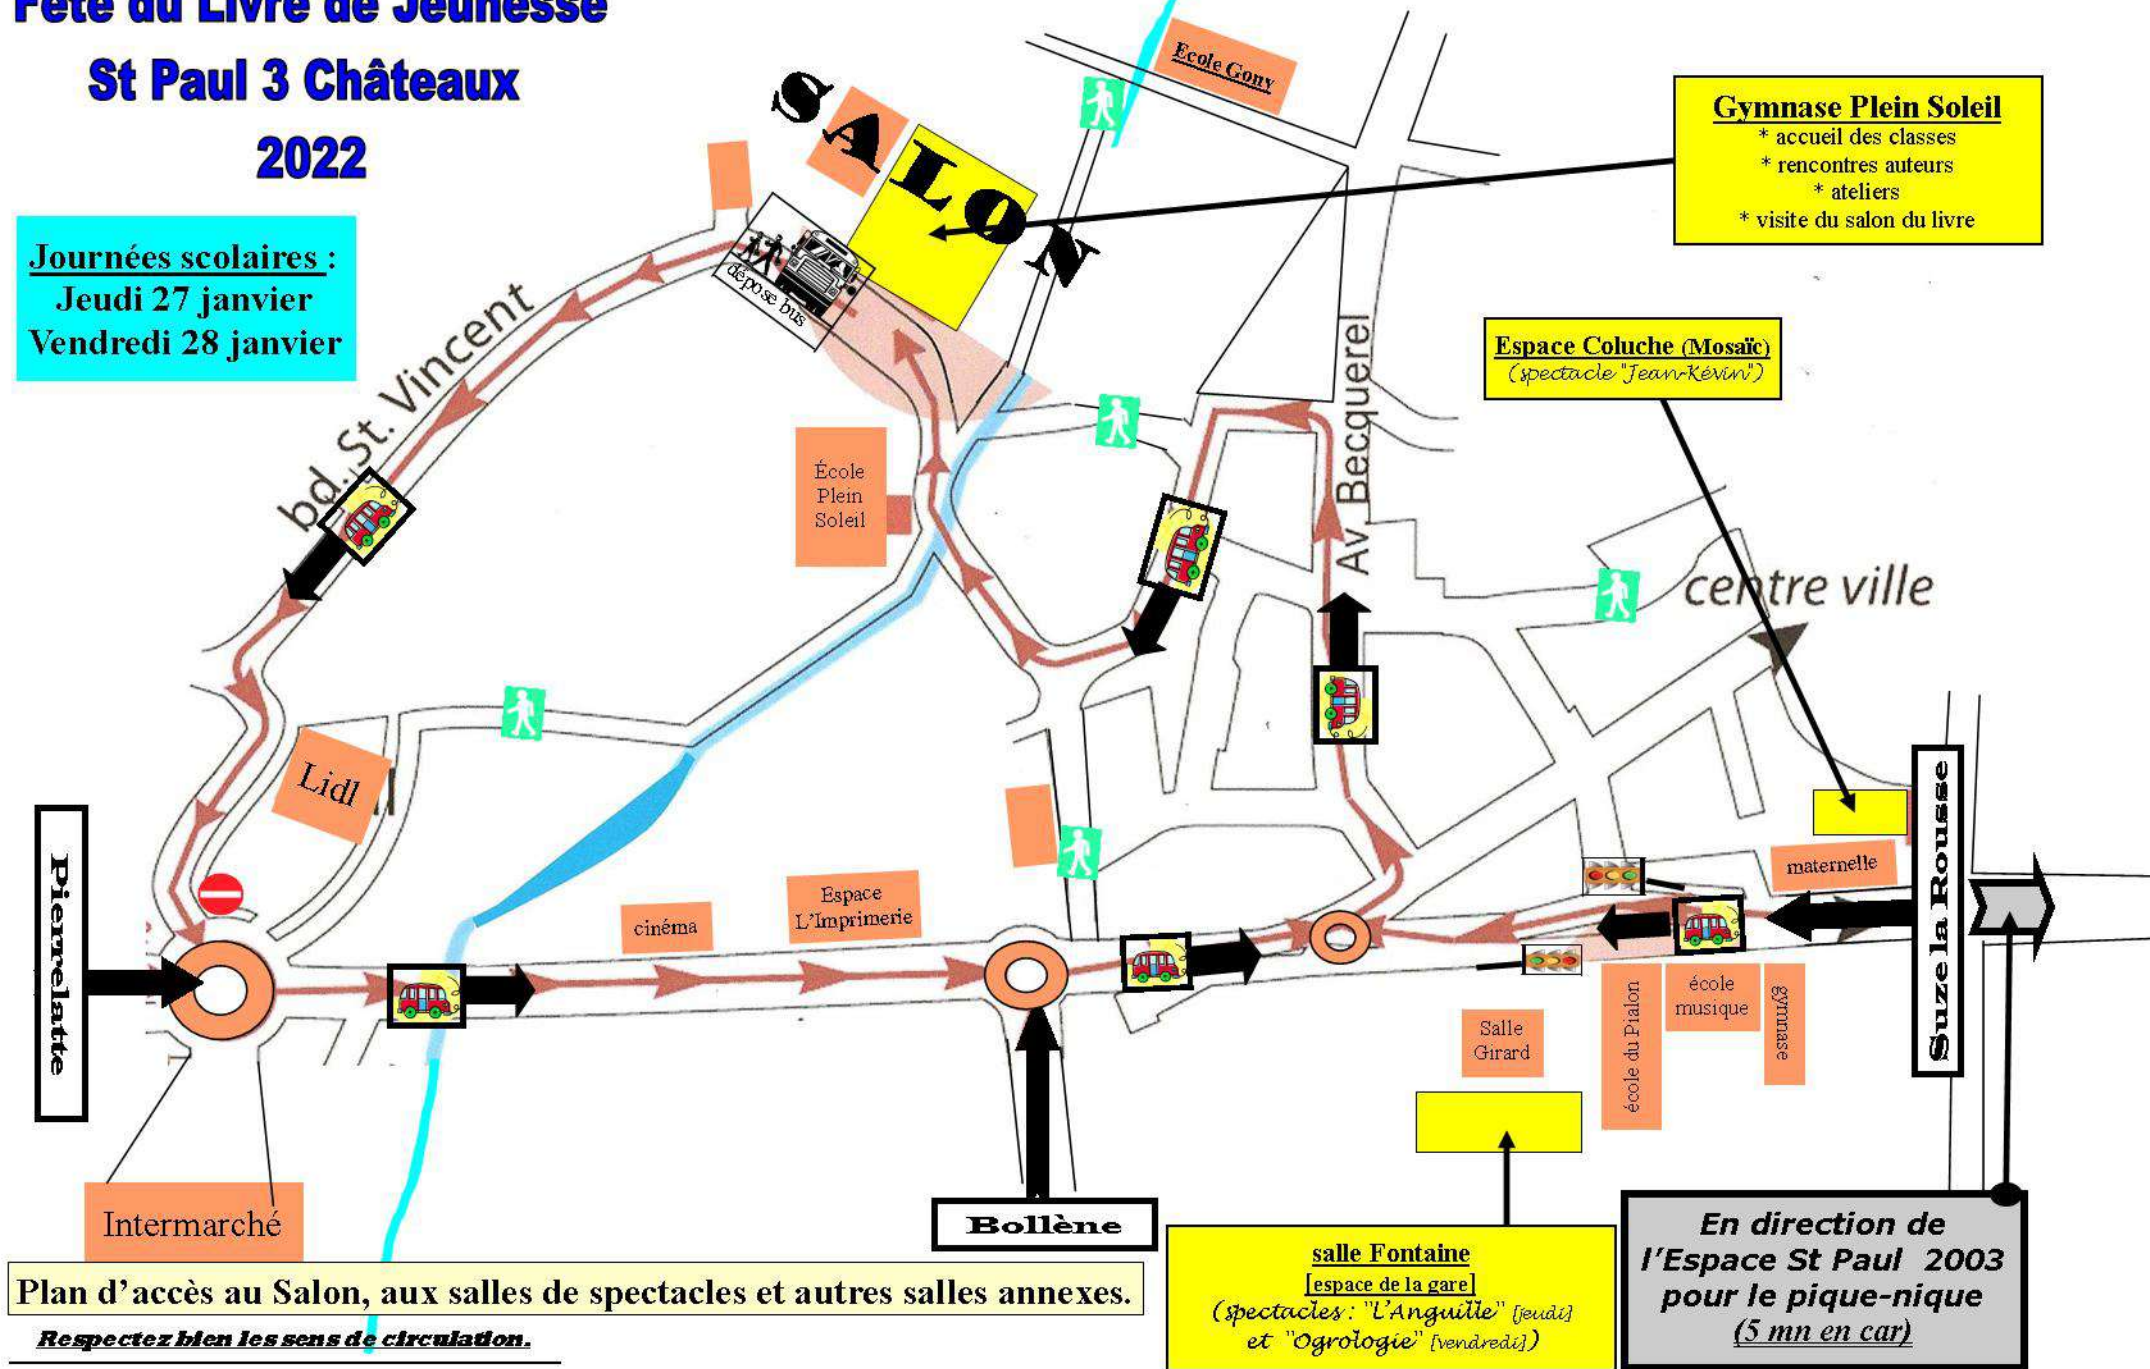 Fête du Livre de Jeunesse
St Paul 3 Châteaux
2022
Journées scolaires :
Jeudi 27 janvier
Vendredi 28 janvier
SALON
Ecole Gony
Gymnase Plein Soleil
* accueil des classes
* rencontres auteurs
* ateliers
* visite du salon du livre
dépose bus
bd. St. Vincent
Espace Coluche (Mosaïc)
(spectacle "Jean-Kévin")
Av Becquerel
École
Plein
Soleil
centre ville
Lidl
Pierrelatte
cinéma
Espace
L'Imprimerie
maternelle
Suze la Rousse
école du Pialon
école
musique
gymnase
Salle
Girard
Intermarché
Bollène
salle Fontaine
[espace de la gare]
(spectacles : "L'Anguille" [jeudi]
et "Ogrologie" [vendredi])
En direction de
l'Espace St Paul 2003
pour le pique-nique
(5 mn en car)
Plan d'accès au Salon, aux salles de spectacles et autres salles annexes.
Respectez bien les sens de circulation.